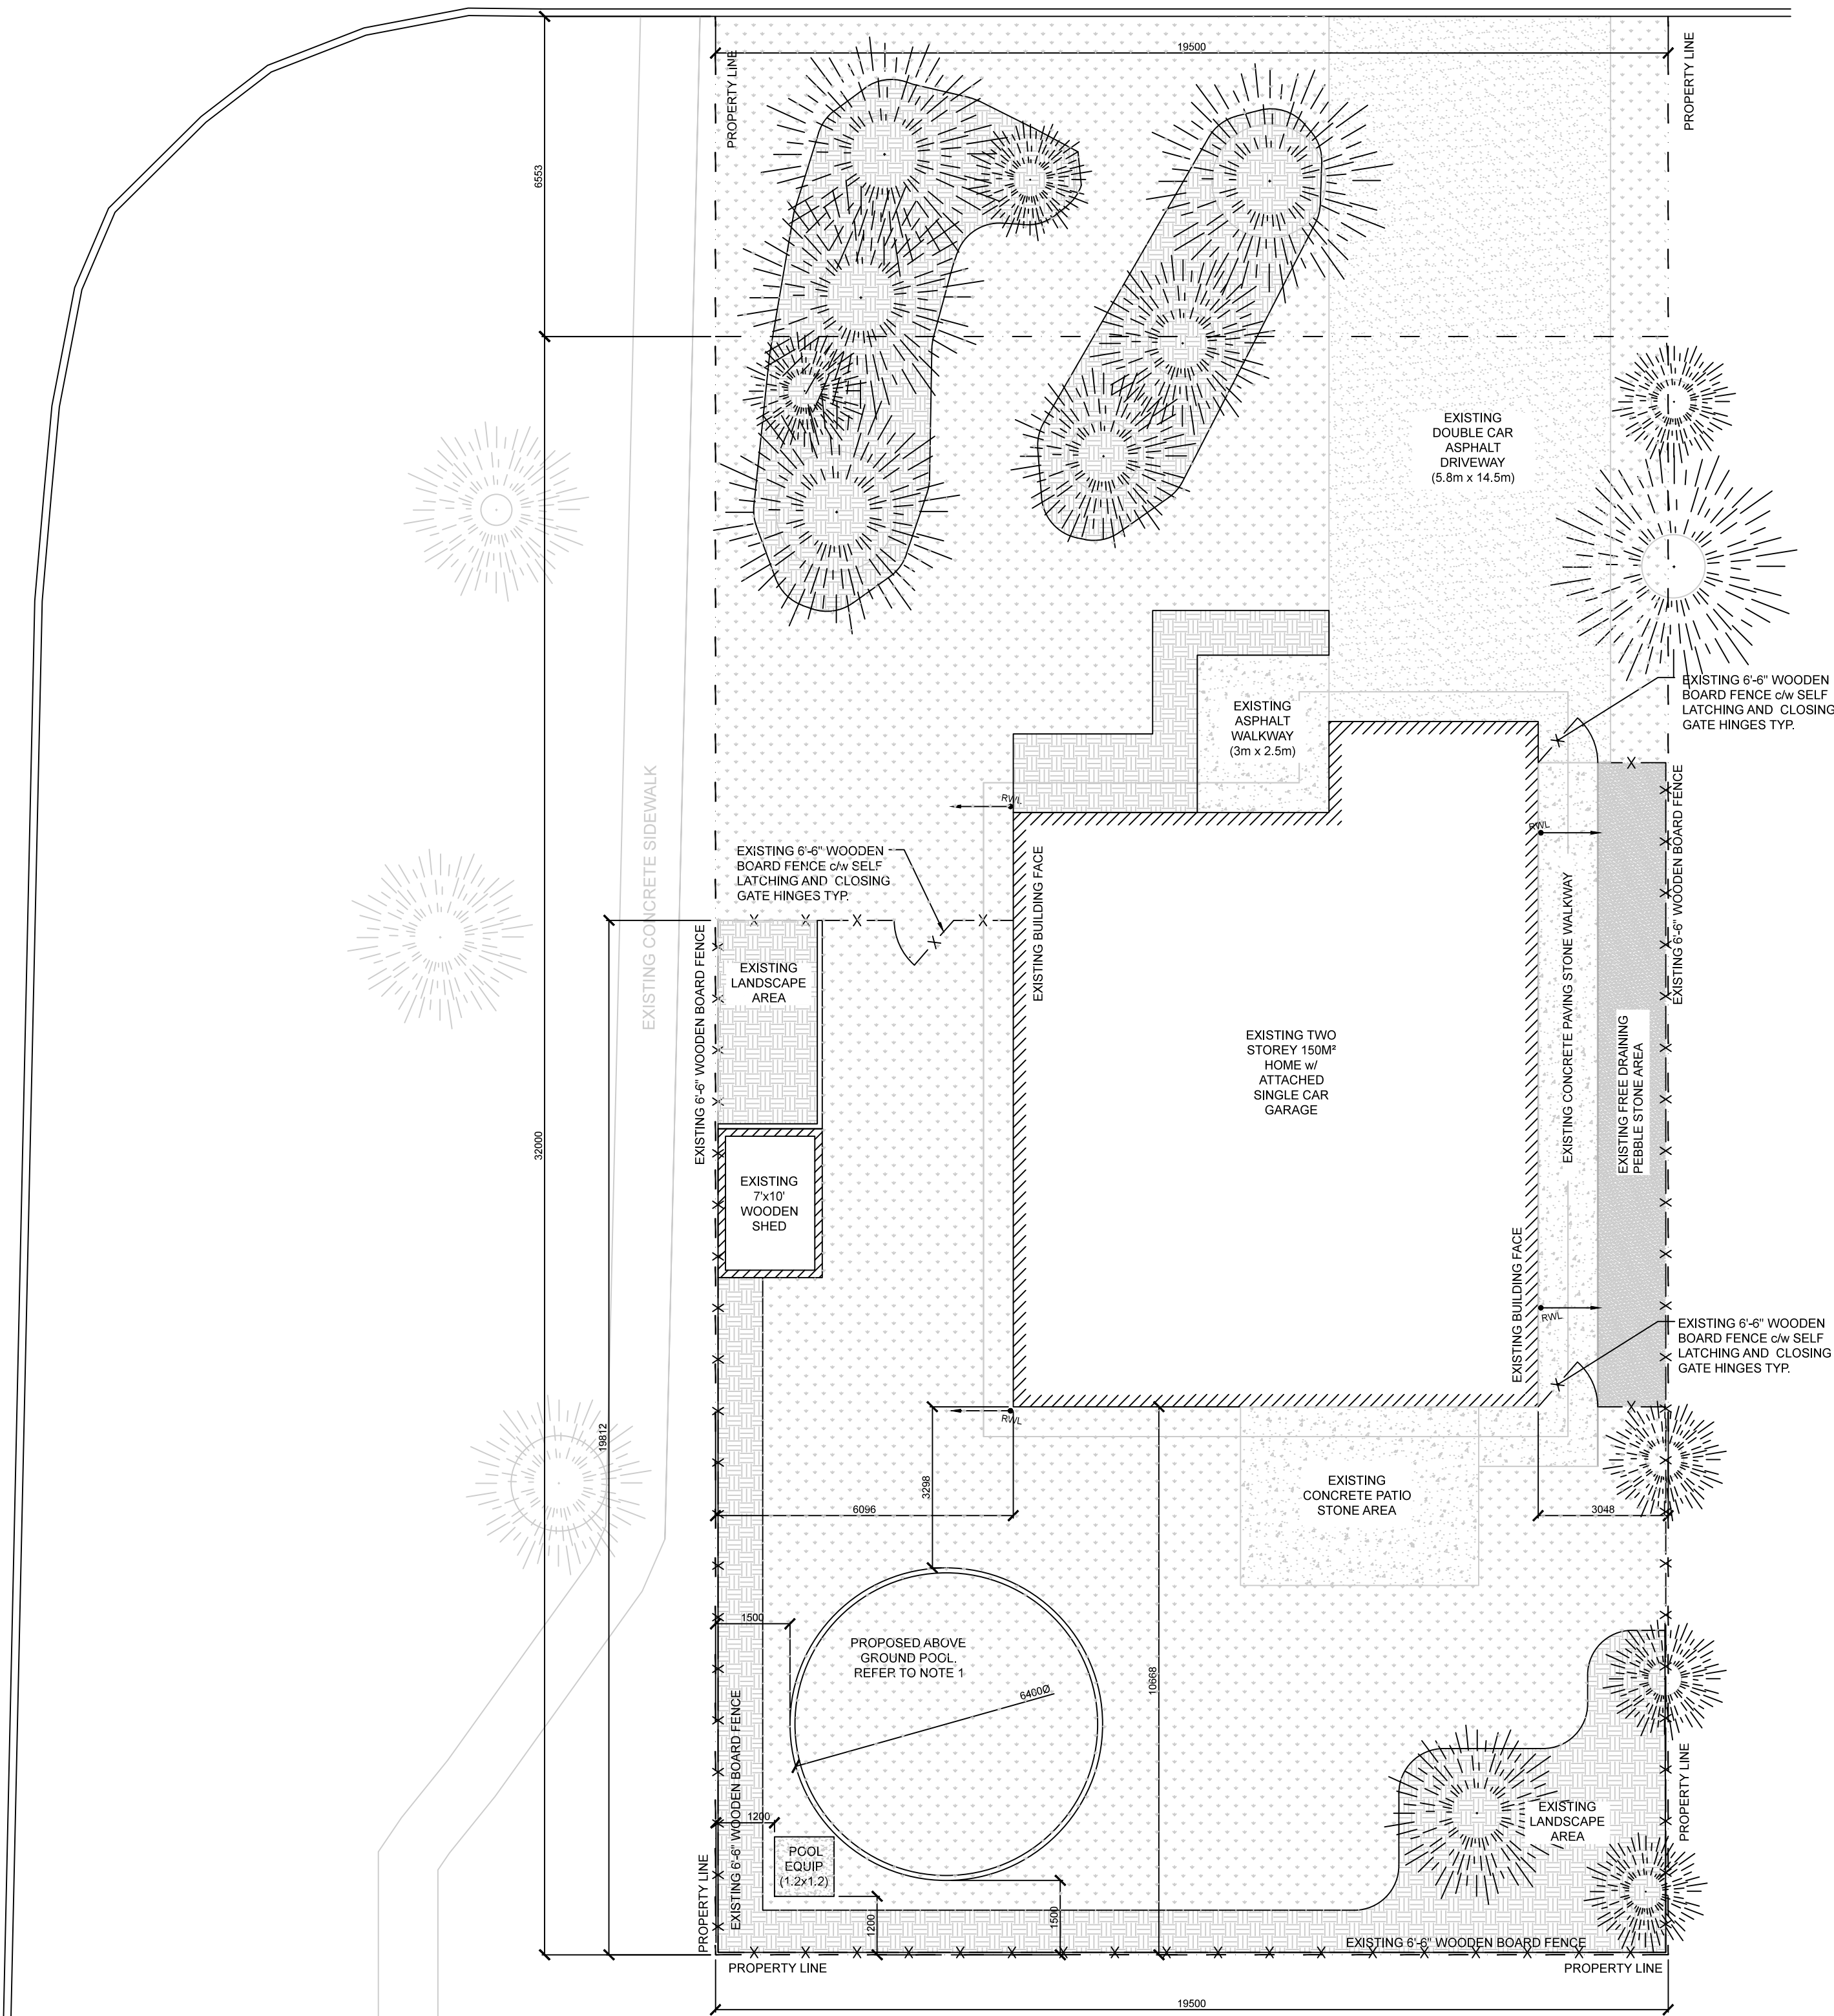 19500
PROPERTY LINE
PROPERTY LINE
6553
EXISTING
DOUBLE CAR
ASPHALT
DRIVEWAY
(5.8m x 14.5m)
EXISTING 6'-6" WOODEN
BOARD FENCE c/w SELF
LATCHING AND CLOSING
GATE HINGES TYP.
EXISTING
ASPHALT
WALKWAY
(3m x 2.5m)
RWL
RWL
EXISTING CONCRETE SIDEWALK
EXISTING 6'-6" WOODEN
BOARD FENCE c/w SELF
LATCHING AND CLOSING
GATE HINGES TYP.
EXISTING BUILDING FACE
EXISTING 6'-6" WOODEN BOARD FENCE
EXISTING CONCRETE PAVING STONE WALKWAY
EXISTING 6'-6" WOODEN BOARD FENCE
EXISTING
LANDSCAPE
AREA
EXISTING TWO
STOREY 150M²
HOME w/
ATTACHED
SINGLE CAR
GARAGE
EXISTING FREE DRAINING
PEBBLE STONE AREA
32000
EXISTING
7'x10'
WOODEN
SHED
EXISTING BUILDING FACE
RWL
EXISTING 6'-6" WOODEN
BOARD FENCE c/w SELF
LATCHING AND CLOSING
GATE HINGES TYP.
RWL
19812
3298
6096
EXISTING
CONCRETE PATIO
STONE AREA
3048
1500
PROPOSED ABOVE
GROUND POOL.
REFER TO NOTE 1
6400Ø
10668
EXISTING 6'-6" WOODEN BOARD FENCE
1200
POOL
EQUIP
(1.2x1.2)
EXISTING
LANDSCAPE
AREA
PROPERTY LINE
PROPERTY LINE
1200
1500
EXISTING 6'-6" WOODEN BOARD FENCE
PROPERTY LINE
PROPERTY LINE
19500